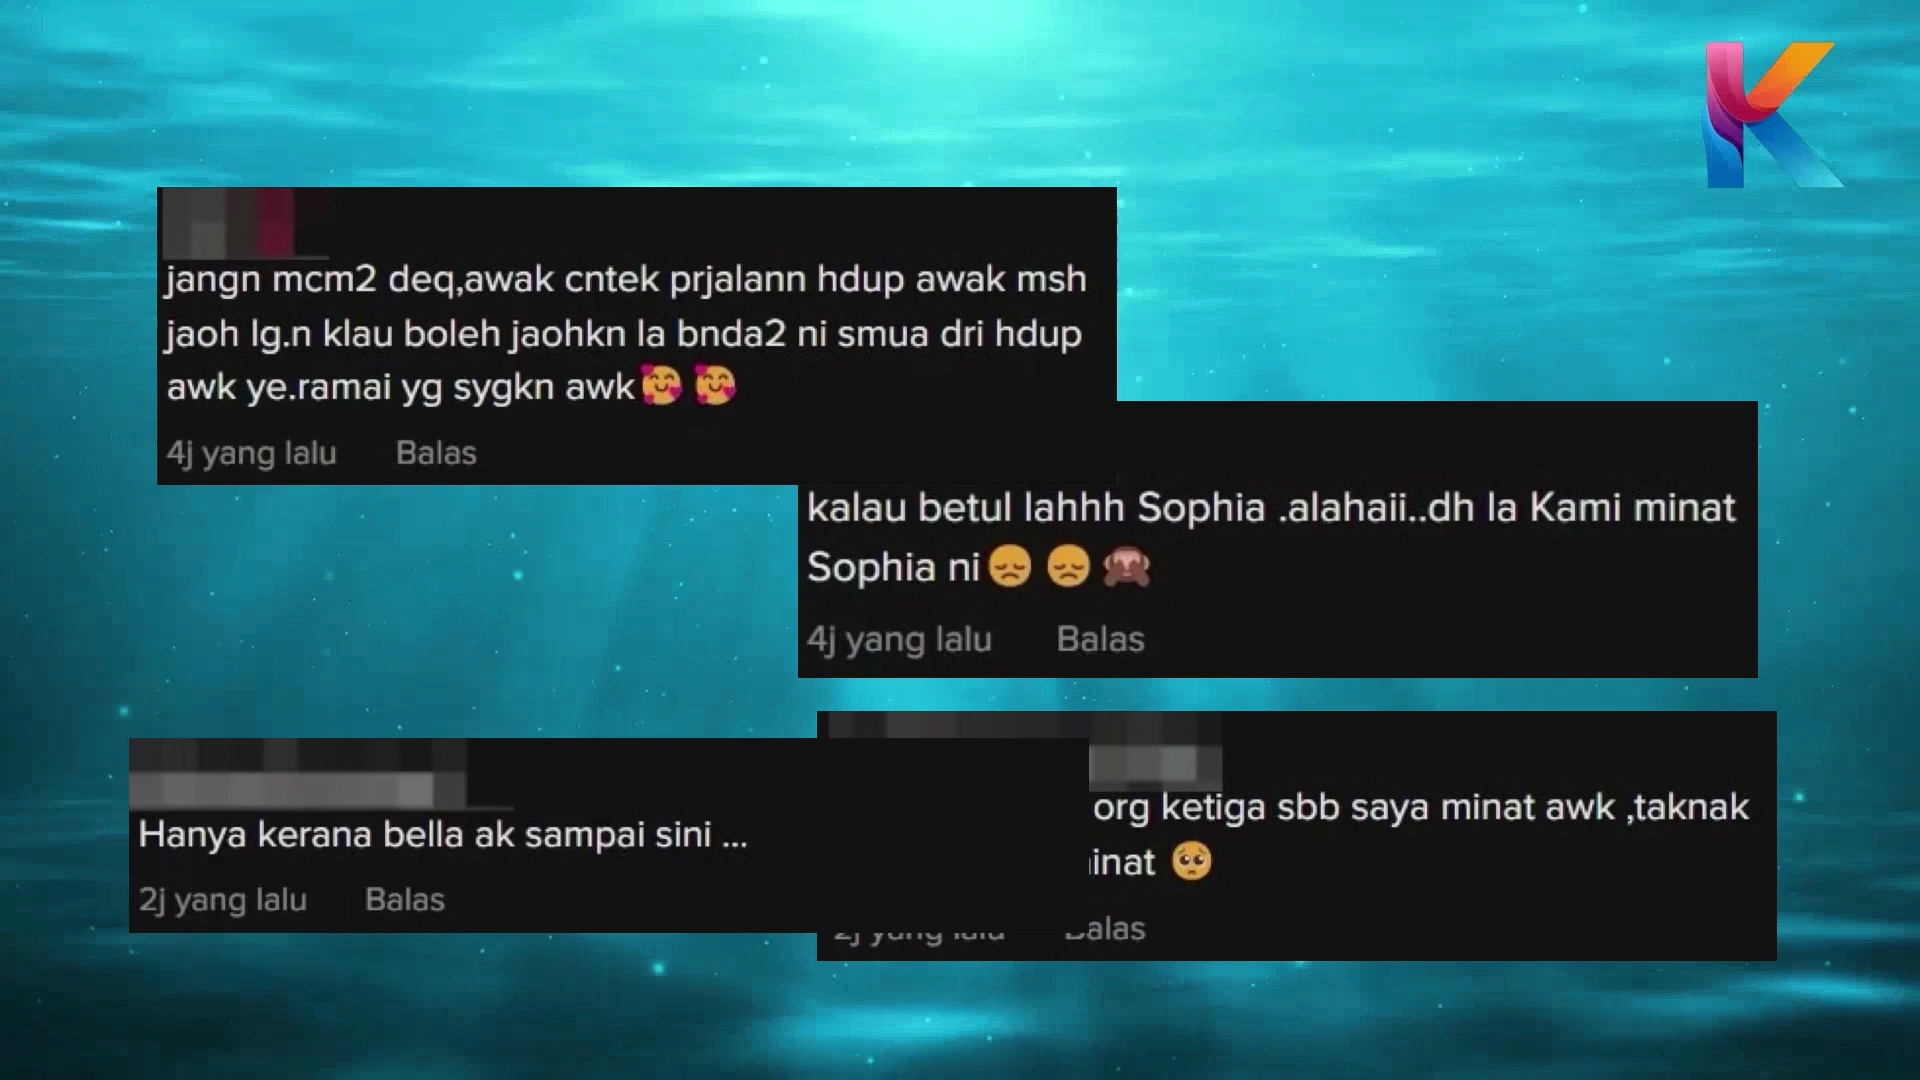 jangn mcm2 deq,awak cntek prjalann hdup awak msh
jaoh lg.n klau boleh jaohkn la bnda2 ni smua dri hdup
awk ye.ramai yg sygkn awk🥰 🥰
4j yang lalu Balas
kalau betul lahhh Sophia .alahaii..dh la Kami minat
Sophia ni😞 😞 🙈
4j yang lalu Balas
Hanya kerana bella ak sampai sini ...
2j yang lalu Balas
org ketiga sbb saya minat awk ,taknak
🥺